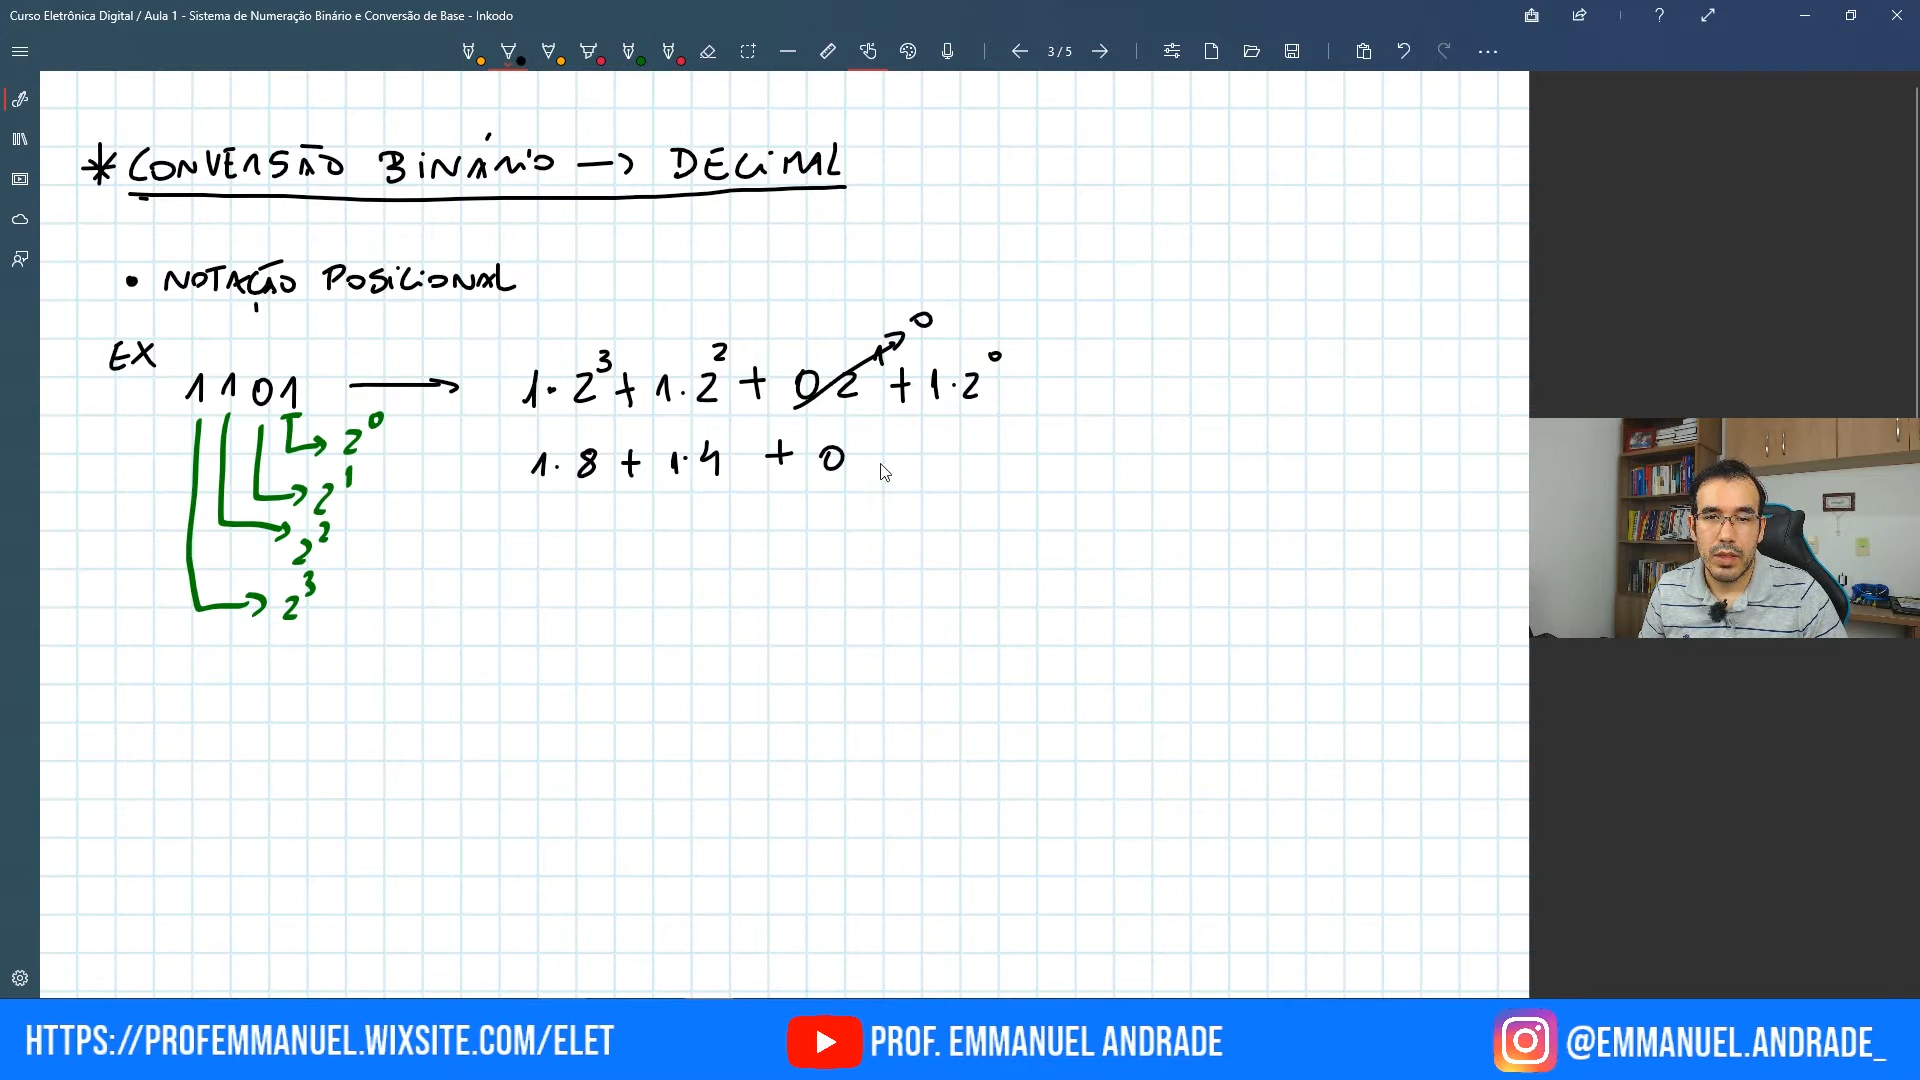 Curso Eletrônica Digital / Aula 1 - Sistema de Numeração Binário e Conversão de Base - Inkodo
3 / 5
* CONVERSÃO BINÁRIO → DECIMAL
• NOTAÇÃO POSICIONAL
EX
1101 → 1·2³ + 1·2² + 0 2¹ + 1·2⁰
0
1·8 + 1·4 + 0
2⁰
2¹
2²
2³
HTTPS://PROFEMMANUEL.WIXSITE.COM/ELET
PROF. EMMANUEL ANDRADE
@EMMANUEL.ANDRADE_